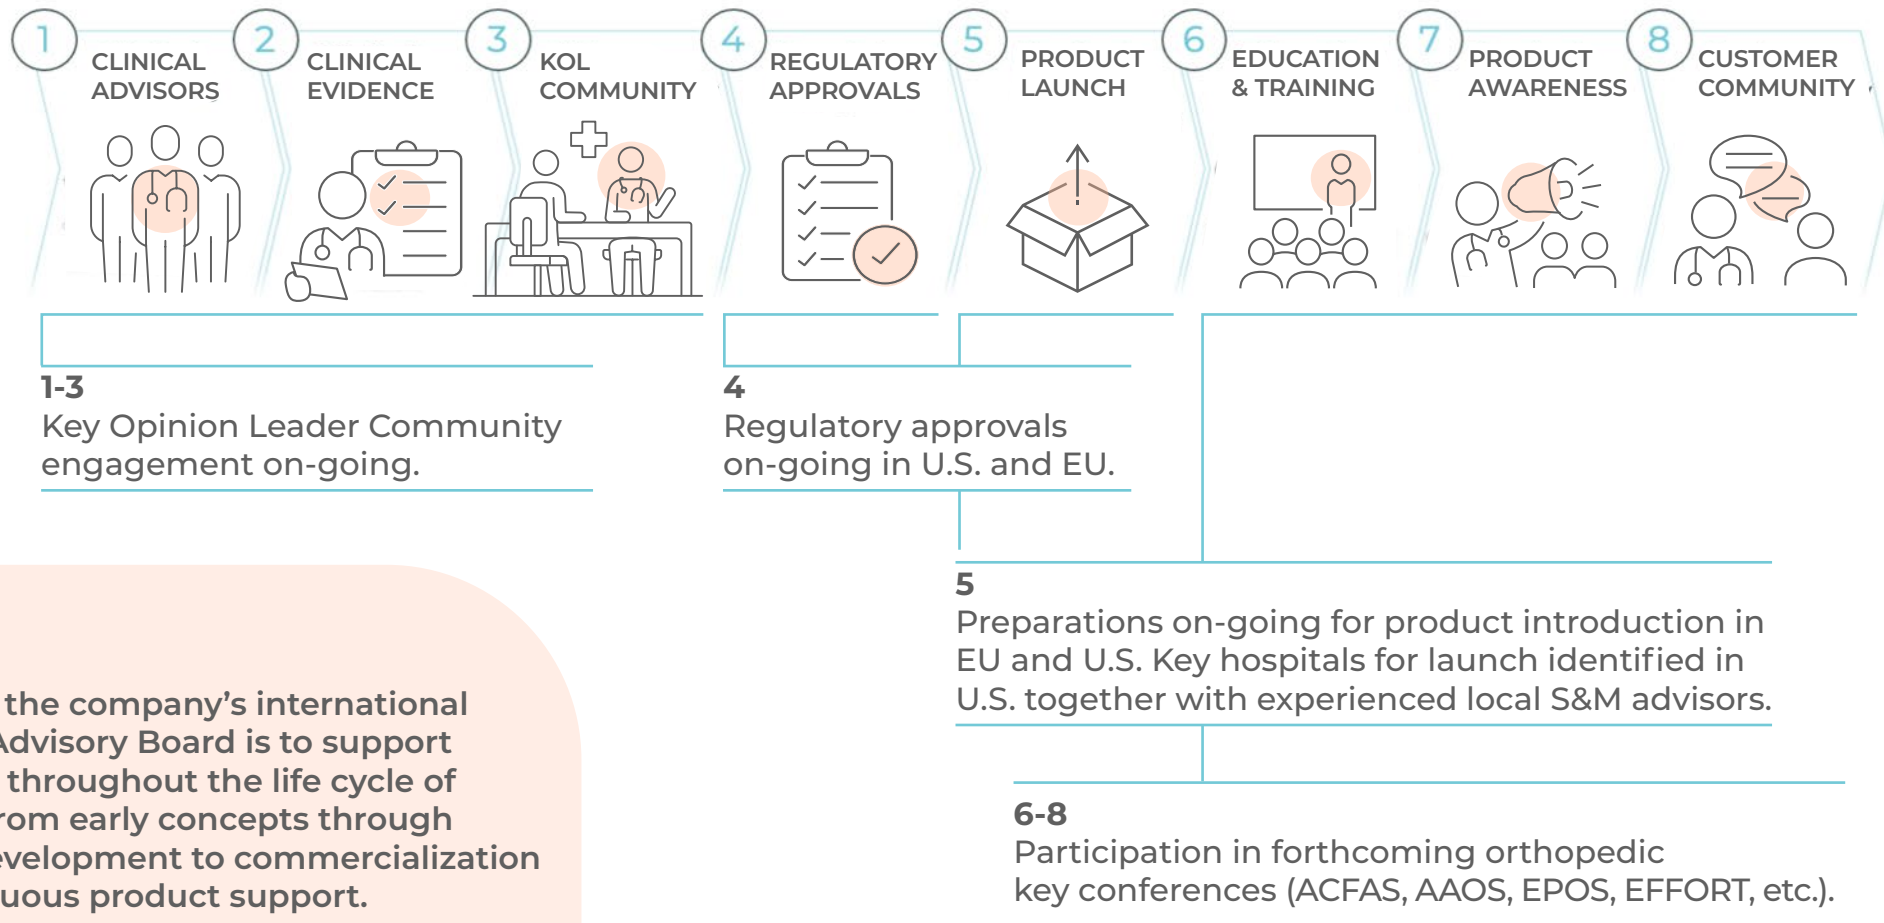 1
CLINICAL
ADVISORS
2
CLINICAL
EVIDENCE
3
KOL
COMMUNITY
4
REGULATORY
APPROVALS
5
PRODUCT
LAUNCH
6
EDUCATION
& TRAINING
7
PRODUCT
AWARENESS
8
CUSTOMER
COMMUNITY
1-3
Key Opinion Leader Community
engagement on-going.
4
Regulatory approvals
on-going in U.S. and EU.
5
Preparations on-going for product introduction in
EU and U.S. Key hospitals for launch identified in
U.S. together with experienced local S&M advisors.
6-8
Participation in forthcoming orthopedic
key conferences (ACFAS, AAOS, EPOS, EFFORT, etc.).
the company's international
Advisory Board is to support
throughout the life cycle of
early concepts through
to commercialization
product support.